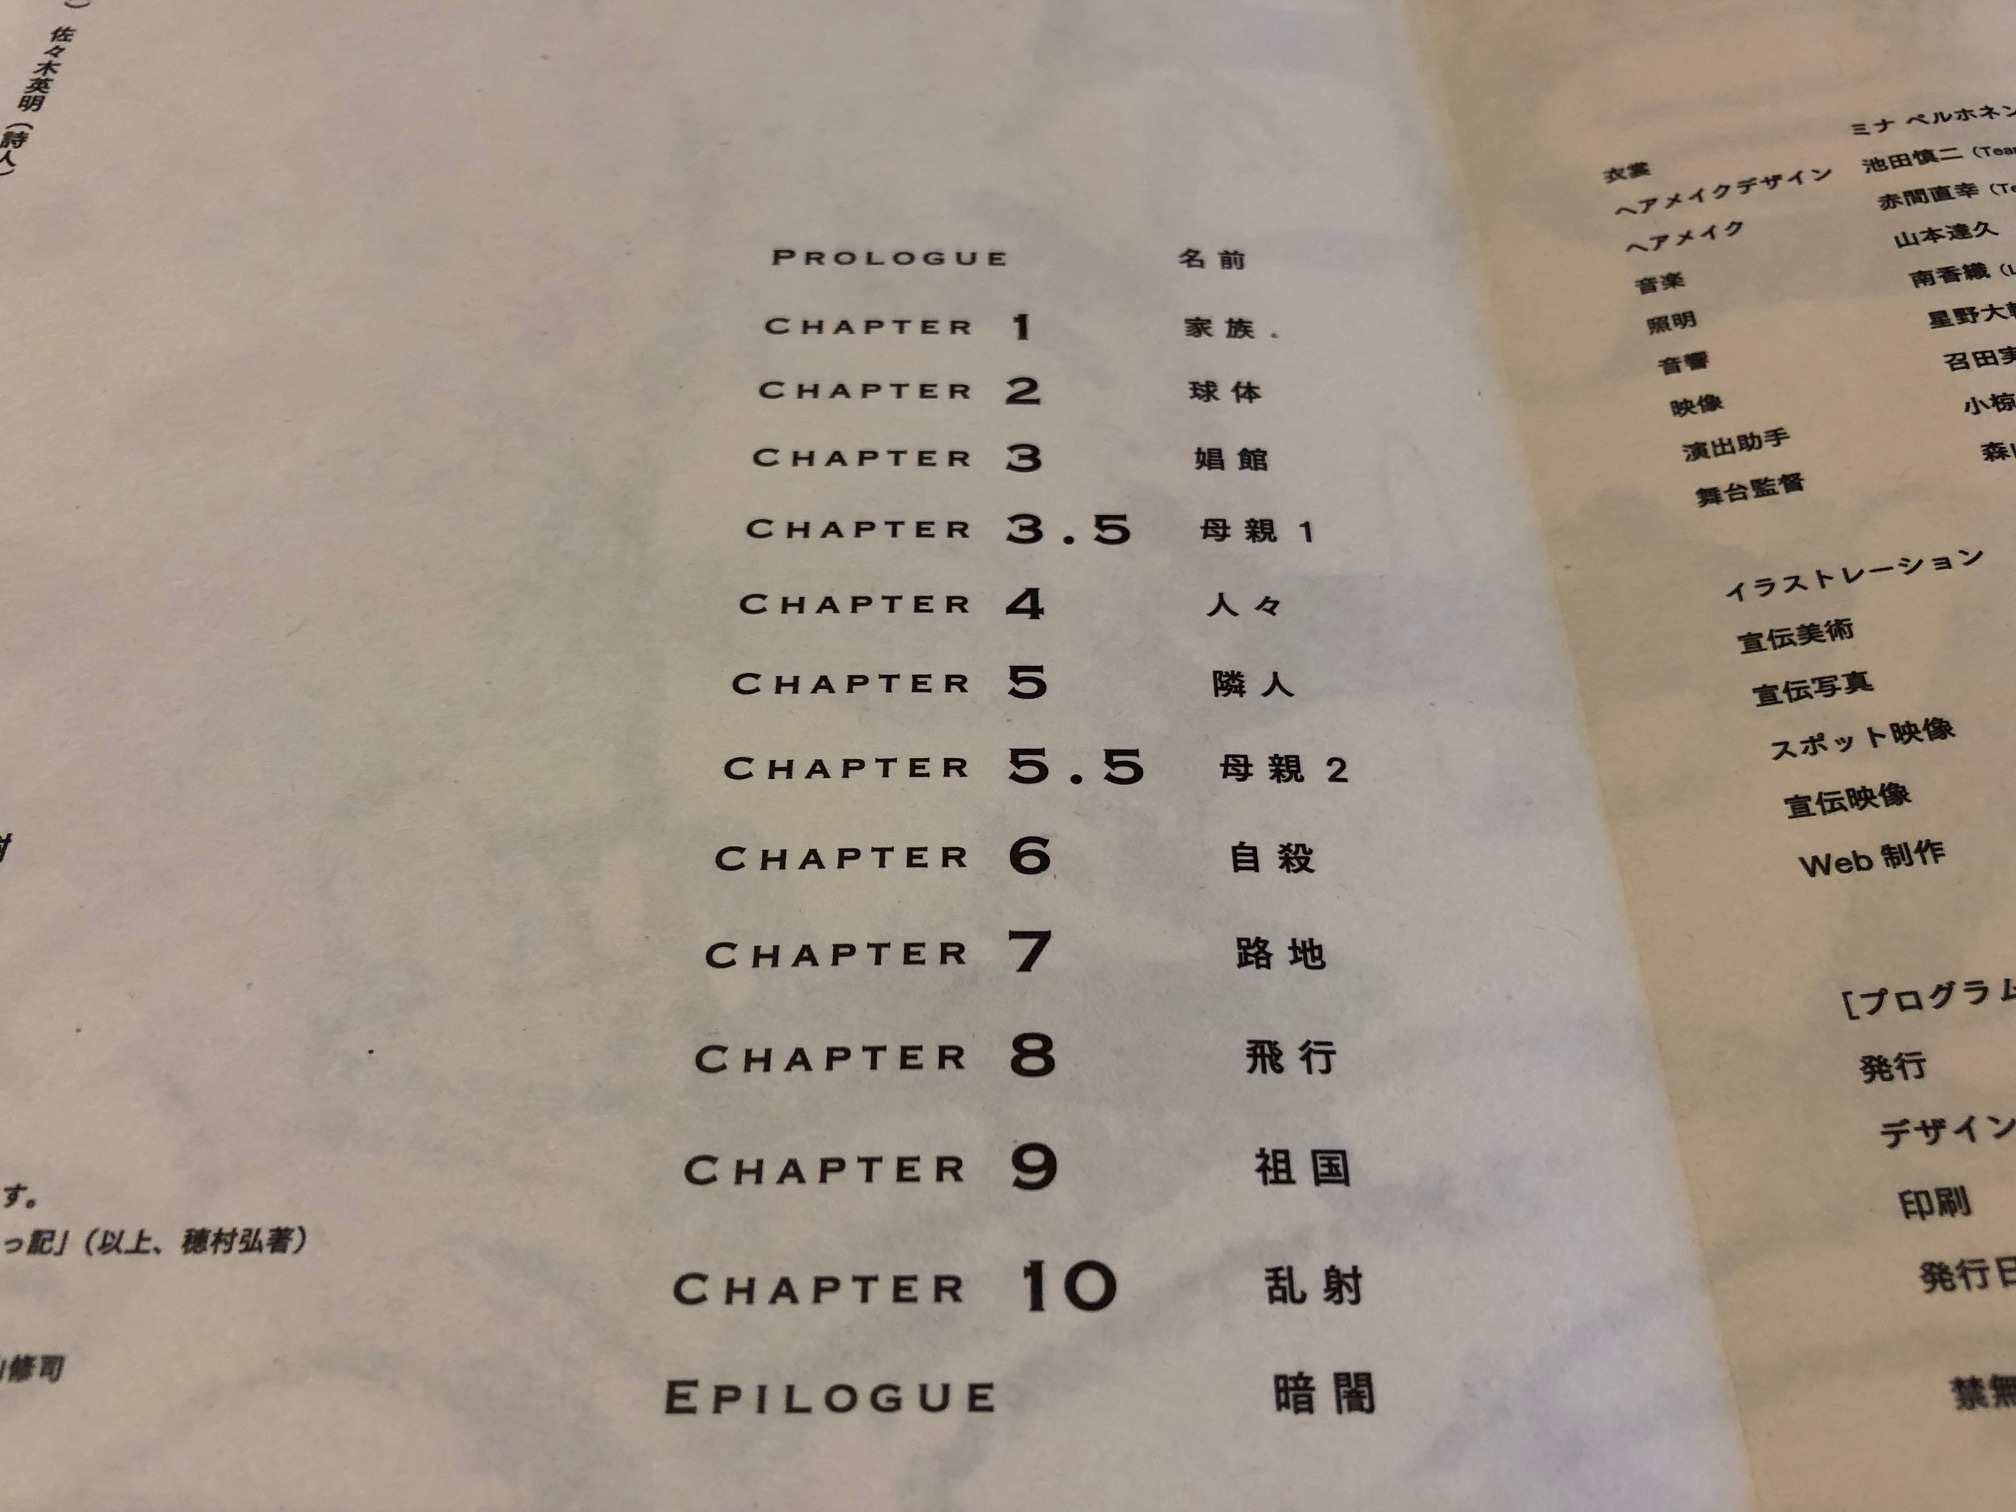 佐々木英明（詩人）
す。
っ記」（以上、穂村弘著）
修司
PROLOGUE 名前
CHAPTER 1 家族.
CHAPTER 2 球体
CHAPTER 3 娼館
CHAPTER 3.5 母親 1
CHAPTER 4 人々
CHAPTER 5 隣人
CHAPTER 5.5 母親 2
CHAPTER 6 自殺
CHAPTER 7 路地
CHAPTER 8 飛行
CHAPTER 9 祖国
CHAPTER 10 乱射
EPILOGUE 暗闇
衣裳 ミナ ペルホネン
ヘアメイクデザイン 池田慎二（Tea
ヘアメイク 赤間直幸（Te
音楽 山本達久
照明 南香織（L
音響 星野大
映像 召田実
演出助手 小椋
舞台監督 森
イラストレーション
宣伝美術
宣伝写真
スポット映像
宣伝映像
Web 制作
[プログラム
発行
デザイン
印刷
発行日
禁無